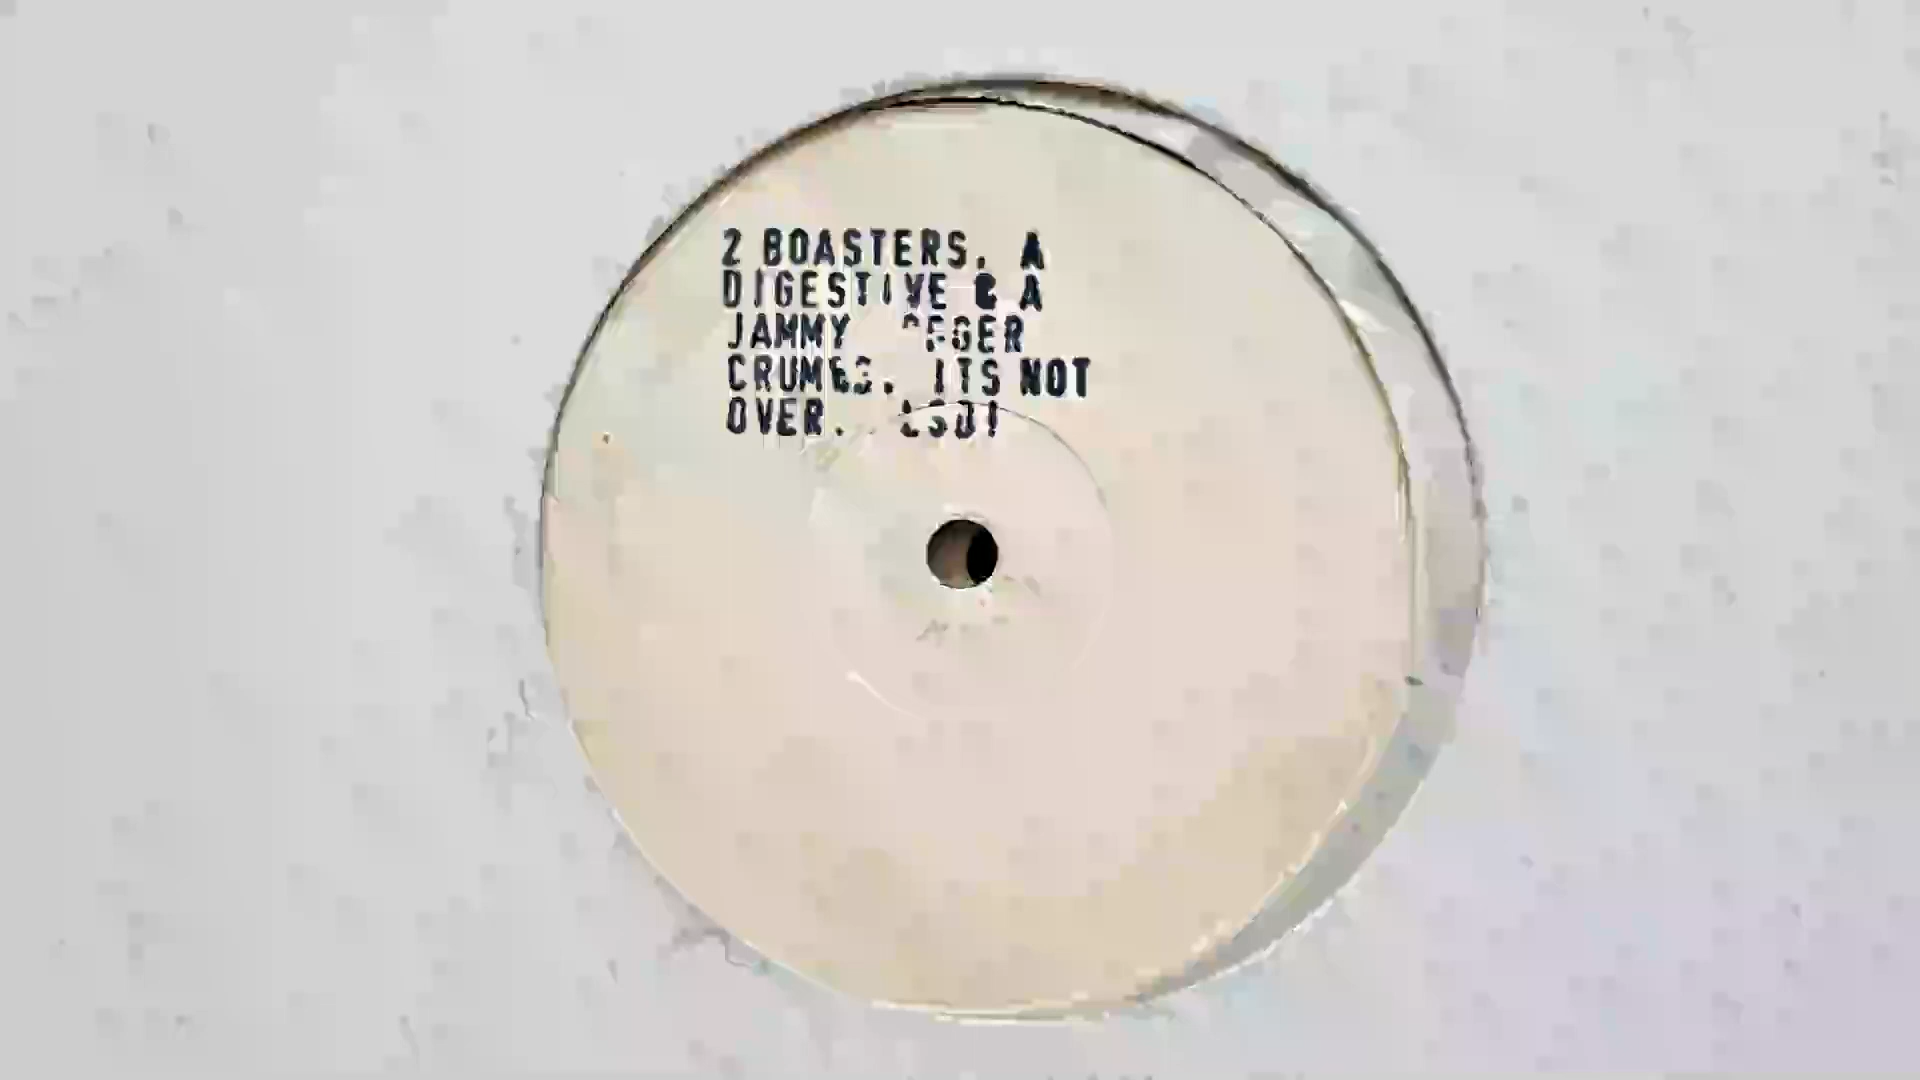 2 BOASTERS. A
DIGESTIVE & A
JAMMY
CRUMBS. ITS NOT
OVER.